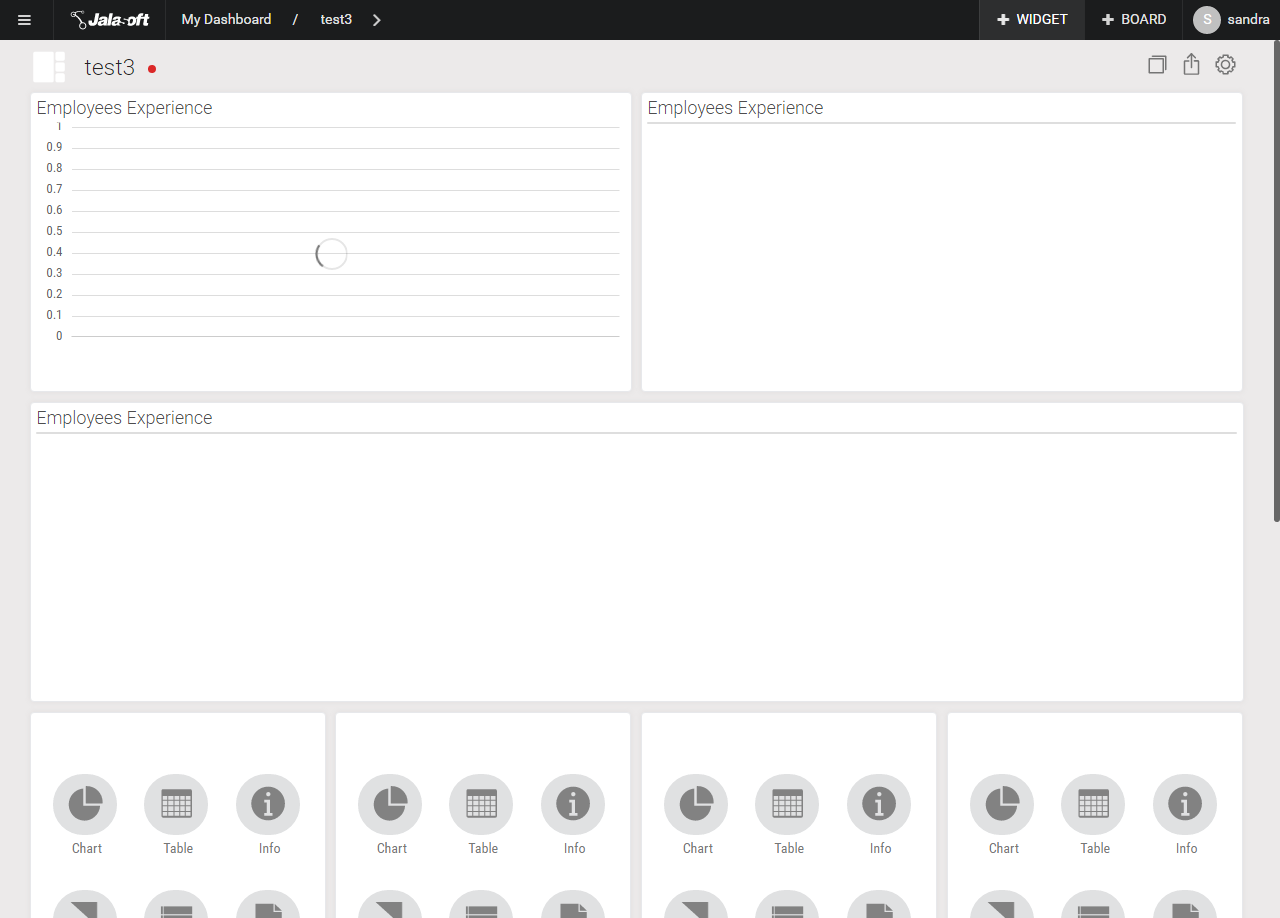 Jalasoft My Dashboard / test3 WIDGET BOARD S sandra
test3
Employees Experience
1
0.9
0.8
0.7
0.6
0.5
0.4
0.3
0.2
0.1
0
Employees Experience
Employees Experience
Chart Table Info
Chart Table Info
Chart Table Info
Chart Table Info